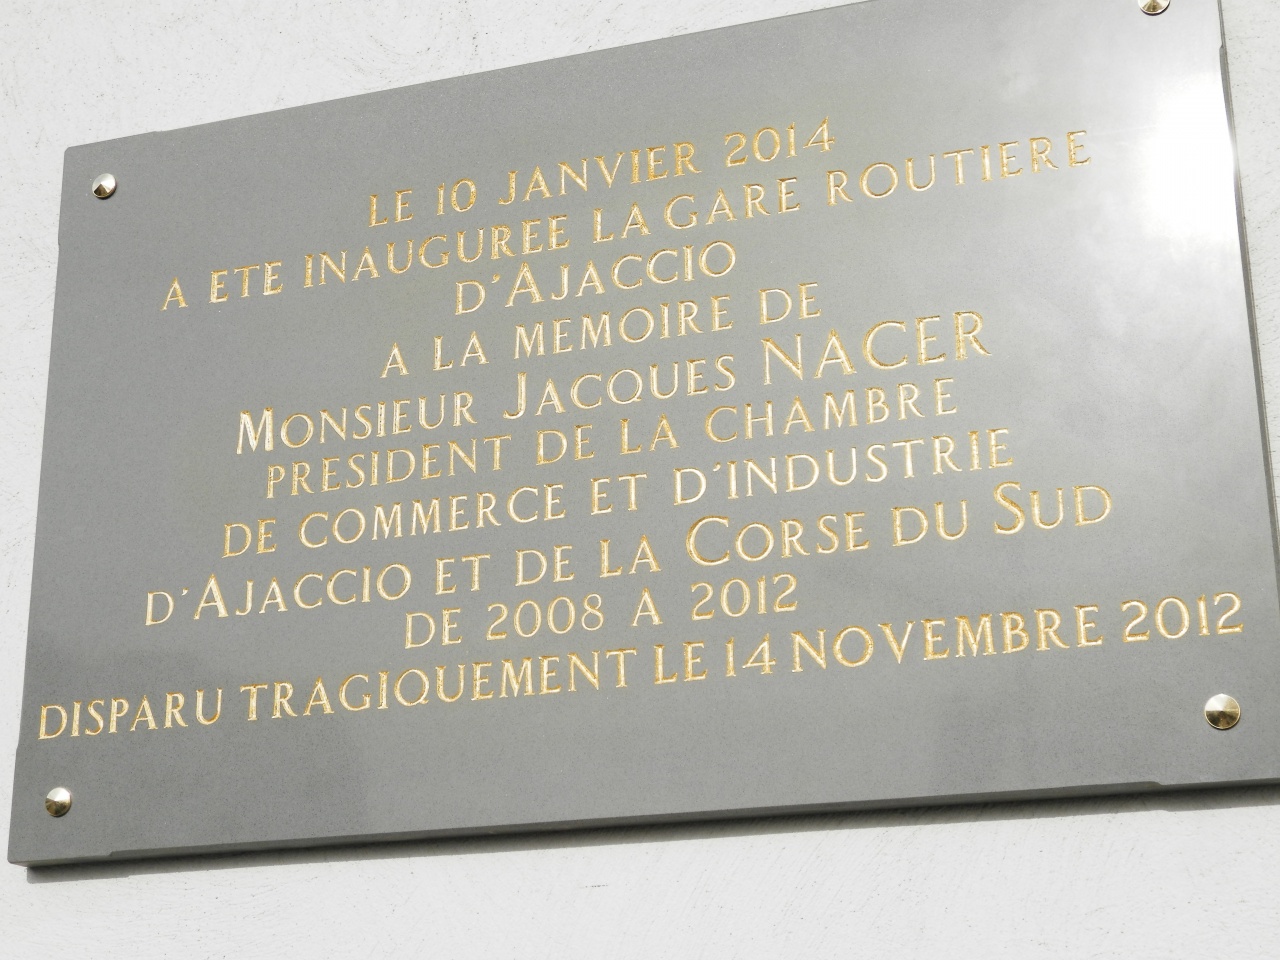 LE 10 JANVIER 2014
A ETE INAUGUREE LA GARE ROUTIERE
D'AJACCIO
A LA MEMOIRE DE
MONSIEUR JACQUES NACER
PRESIDENT DE LA CHAMBRE
DE COMMERCE ET D'INDUSTRIE
D'AJACCIO ET DE LA CORSE DU SUD
DE 2008 A 2012
DISPARU TRAGIQUEMENT LE 14 NOVEMBRE 2012